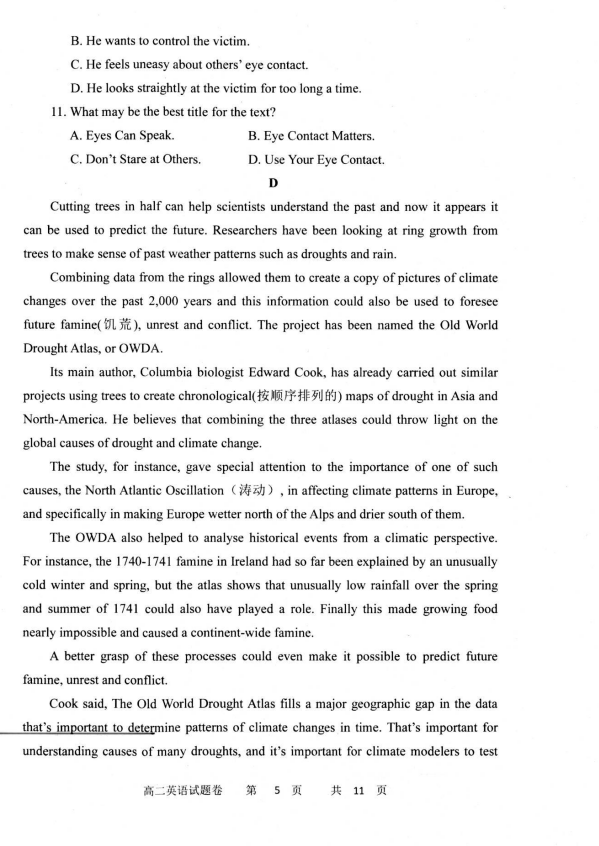 B. He wants to control the victim.
C. He feels uneasy about others' eye contact.
D. He looks straightly at the victim for too long a time.
11. What may be the best title for the text?
A. Eyes Can Speak. B. Eye Contact Matters.
C. Don't Stare at Others. D. Use Your Eye Contact.
D
Cutting trees in half can help scientists understand the past and now it appears it
can be used to predict the future. Researchers have been looking at ring growth from
trees to make sense of past weather patterns such as droughts and rain.
Combining data from the rings allowed them to create a copy of pictures of climate
changes over the past 2,000 years and this information could also be used to foresee
future famine(饥荒), unrest and conflict. The project has been named the Old World
Drought Atlas, or OWDA.
Its main author, Columbia biologist Edward Cook, has already carried out similar
projects using trees to create chronological(按顺序排列的) maps of drought in Asia and
North-America. He believes that combining the three atlases could throw light on the
global causes of drought and climate change.
The study, for instance, gave special attention to the importance of one of such
causes, the North Atlantic Oscillation（涛动）, in affecting climate patterns in Europe,
and specifically in making Europe wetter north of the Alps and drier south of them.
The OWDA also helped to analyse historical events from a climatic perspective.
For instance, the 1740-1741 famine in Ireland had so far been explained by an unusually
cold winter and spring, but the atlas shows that unusually low rainfall over the spring
and summer of 1741 could also have played a role. Finally this made growing food
nearly impossible and caused a continent-wide famine.
A better grasp of these processes could even make it possible to predict future
famine, unrest and conflict.
Cook said, The Old World Drought Atlas fills a major geographic gap in the data
that's important to determine patterns of climate changes in time. That's important for
understanding causes of many droughts, and it's important for climate modelers to test
高二英语试题卷 第 5 页 共 11 页